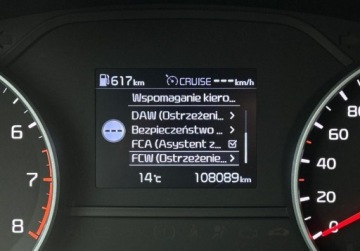 617km CRUISE ---km/h
Wspomaganie kiero...
DAW (Ostrzeżeni...
Bezpieczeństwo ...
FCA (Asystent z...
FCW (Ostrzeżenie...
14°C 108089km
6
7
8
80
60
40
20
0